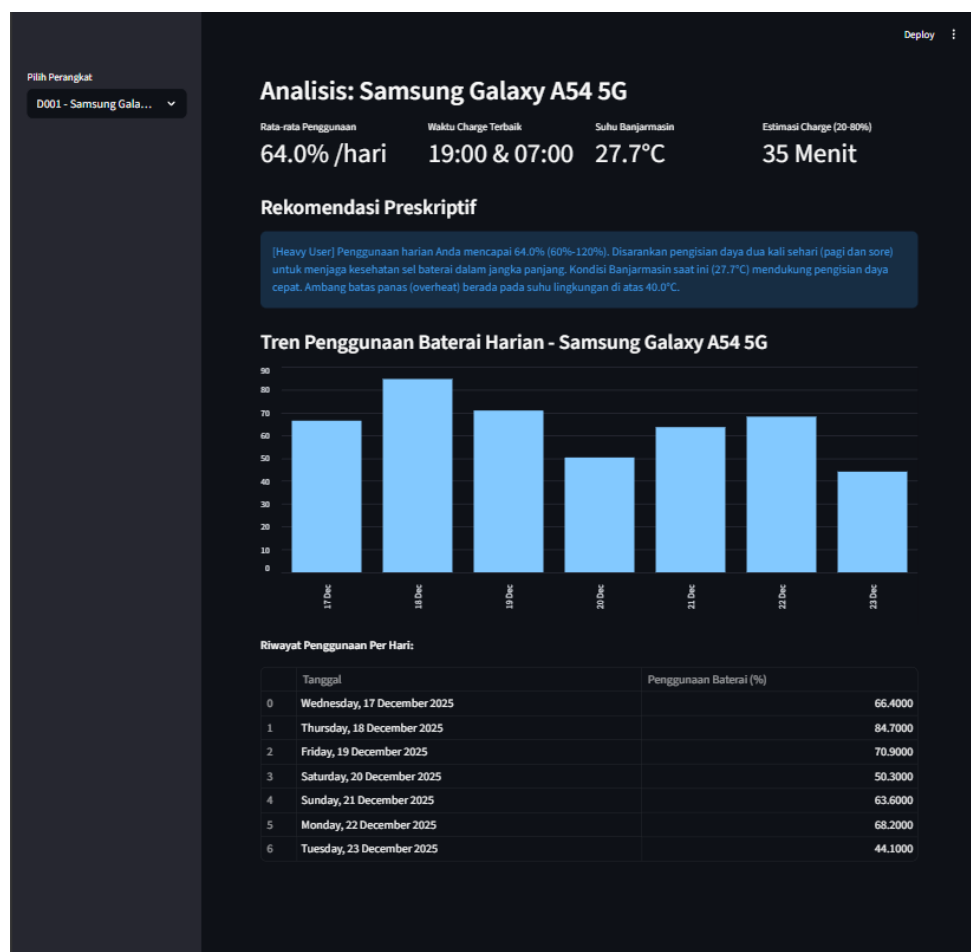 Deploy
Pilih Perangkat
D001 - Samsung Gala...
Analisis: Samsung Galaxy A54 5G
Rata-rata Penggunaan Waktu Charge Terbaik Suhu Banjarmasin Estimasi Charge (20-80%)
64.0% /hari 19:00 & 07:00 27.7°C 35 Menit
Rekomendasi Preskriptif
[Heavy User] Penggunaan harian Anda mencapai 64.0% (60%-120%). Disarankan pengisian daya dua kali sehari (pagi dan sore)
untuk menjaga kesehatan sel baterai dalam jangka panjang. Kondisi Banjarmasin saat ini (27.7°C) mendukung pengisian daya
cepat. Ambang batas panas (overheat) berada pada suhu lingkungan di atas 40.0°C.
Tren Penggunaan Baterai Harian - Samsung Galaxy A54 5G
90
80
70
60
50
40
30
20
10
0
17 Dec 18 Dec 19 Dec 20 Dec 21 Dec 22 Dec 23 Dec
Riwayat Penggunaan Per Hari:
Tanggal Penggunaan Baterai (%)
0 Wednesday, 17 December 2025 66.4000
1 Thursday, 18 December 2025 84.7000
2 Friday, 19 December 2025 70.9000
3 Saturday, 20 December 2025 50.3000
4 Sunday, 21 December 2025 63.6000
5 Monday, 22 December 2025 68.2000
6 Tuesday, 23 December 2025 44.1000